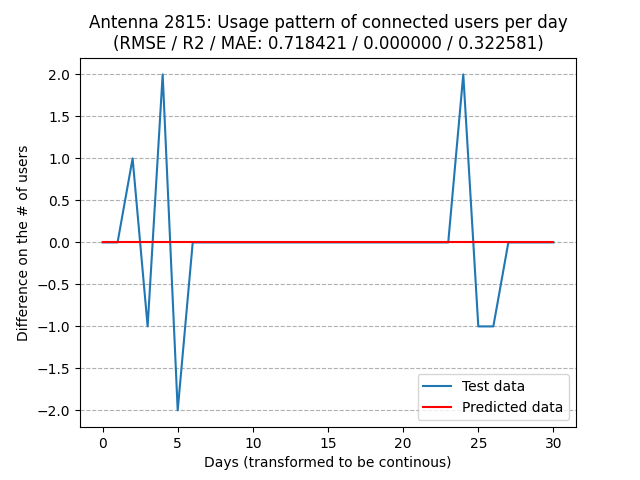 Antenna 2815: Usage pattern of connected users per day
(RMSE / R2 / MAE: 0.718421 / 0.000000 / 0.322581)
2.0
1.5
1.0
0.5
0.0
−0.5
−1.0
−1.5
−2.0
Difference on the # of users
Test data
Predicted data
0 5 10 15 20 25 30
Days (transformed to be continous)